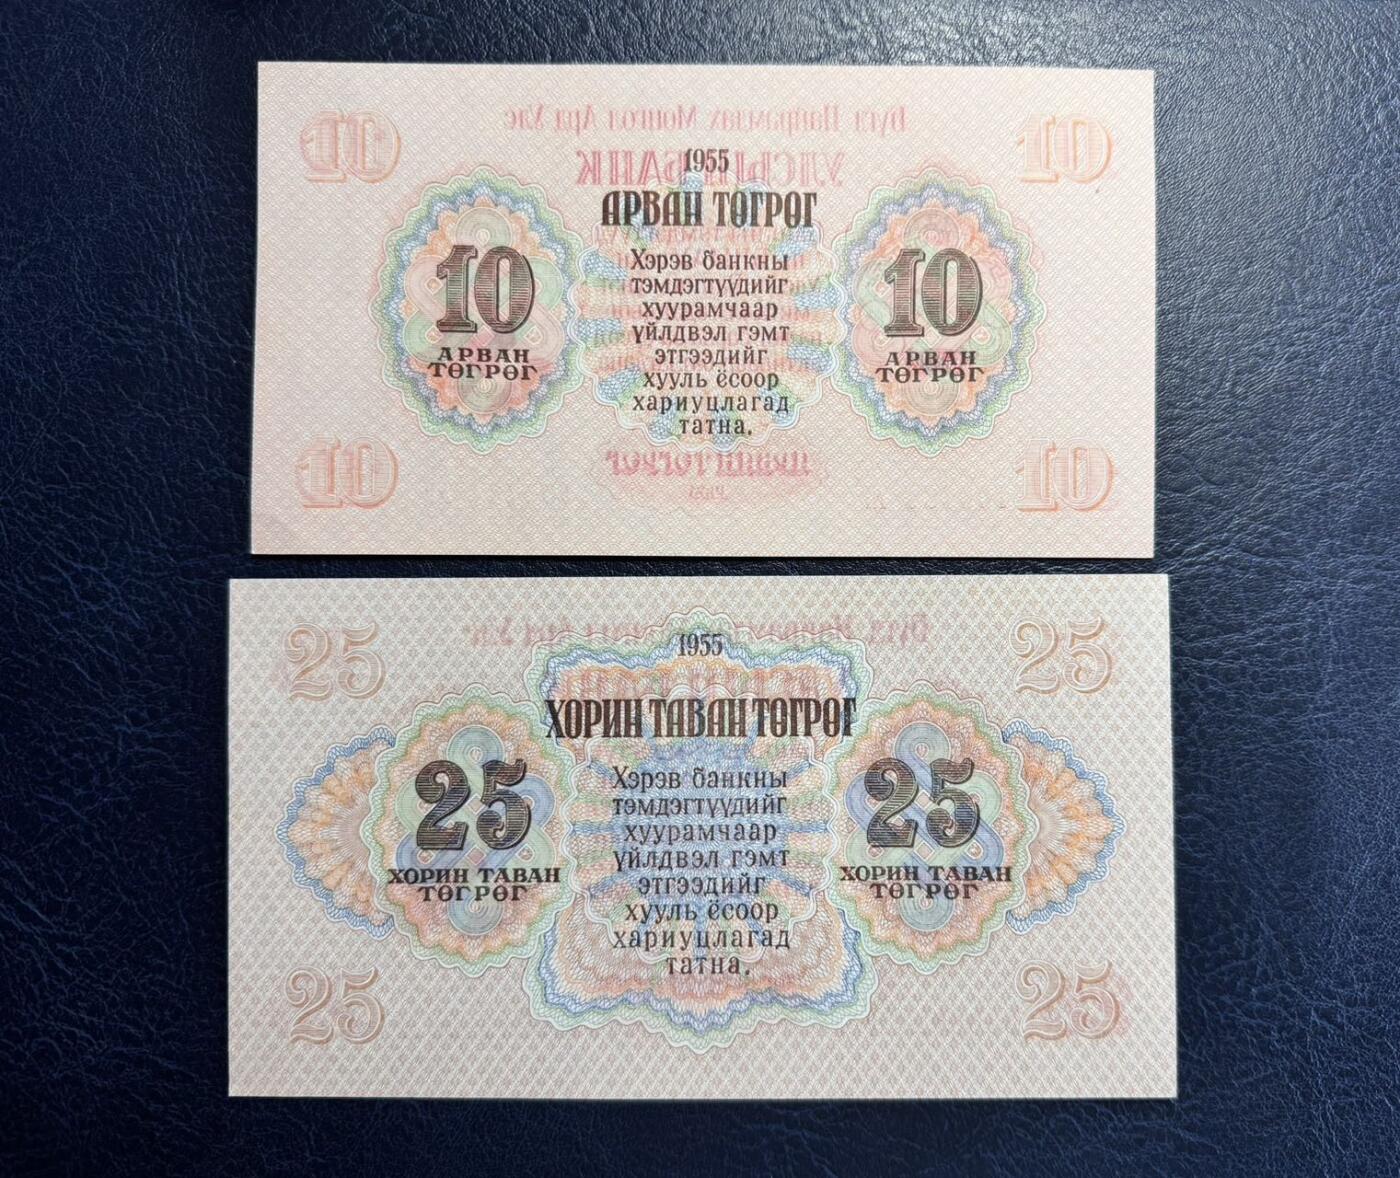 10
10
1955
АРВАН ТӨГРӨГ
10
АРВАН
ТӨГРӨГ
Хэрэв банкны
тэмдэгтүүдийг
хуурамчаар
үйлдвэл гэмт
этгээдийг
хууль ёсоор
хариуцлагад
татна.
10
АРВАН
ТӨГРӨГ
10
10
25
25
1955
ХОРИН ТАВАН ТӨГРӨГ
25
ХОРИН ТАВАН
ТӨГРӨГ
Хэрэв банкны
тэмдэгтүүдийг
хуурамчаар
үйлдвэл гэмт
этгээдийг
хууль ёсоор
хариуцлагад
татна.
25
ХОРИН ТАВАН
ТӨГРӨГ
25
25